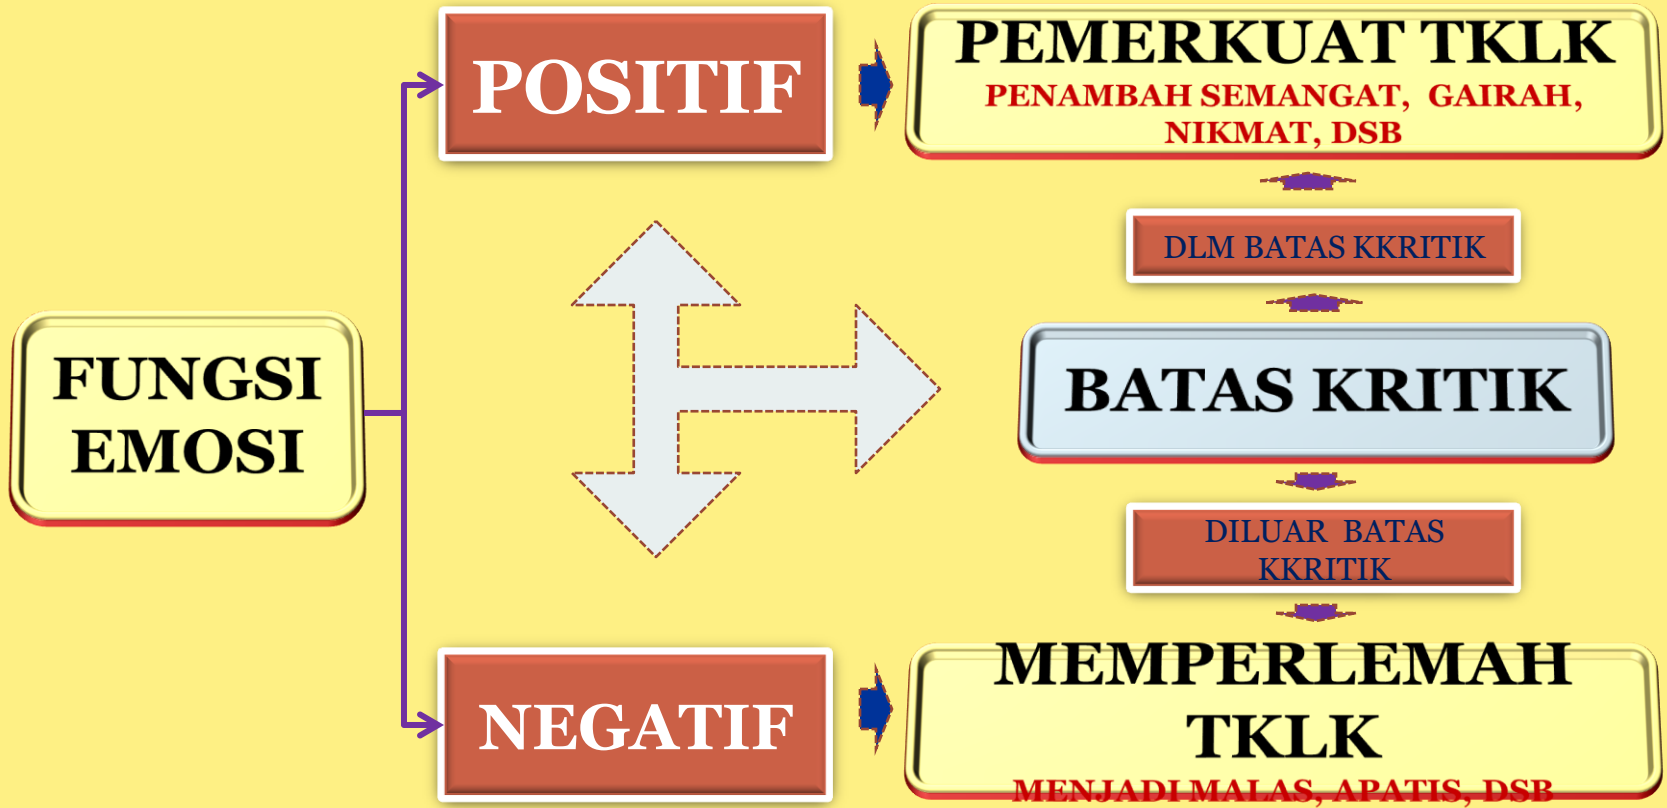 POSITIF
PEMERKUAT TKLK
PENAMBAH SEMANGAT, GAIRAH,
NIKMAT, DSB
DLM BATAS KKRITIK
FUNGSI
EMOSI
BATAS KRITIK
DILUAR BATAS
KKRITIK
NEGATIF
MEMPERLEMAH
TKLK
MENJADI MALAS, APATIS, DSB